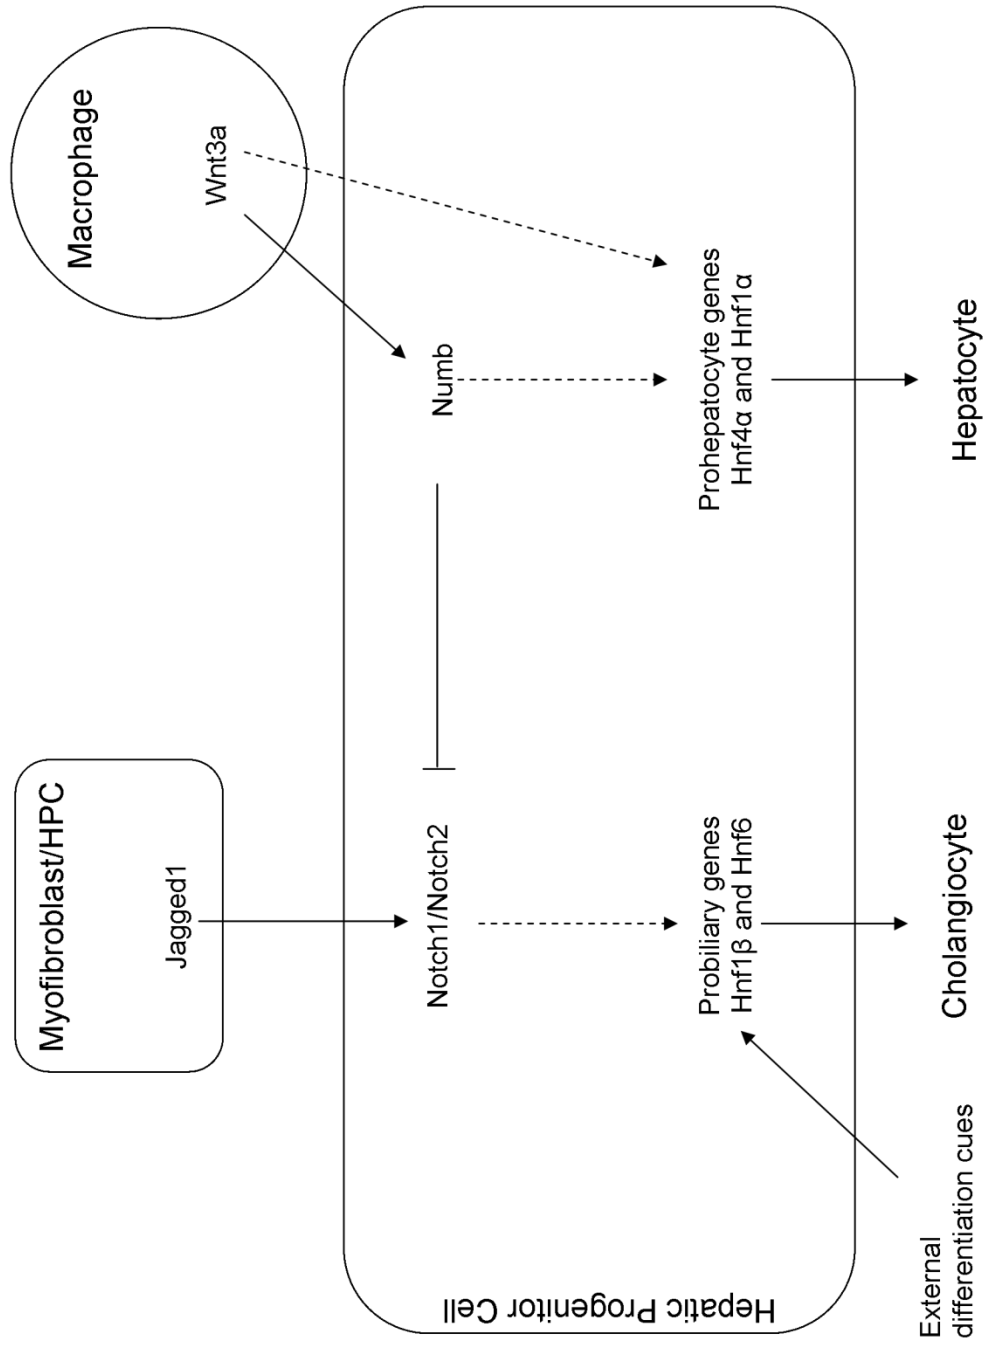 Myofibroblast/HPC
Jagged1
Macrophage
Wnt3a
Hepatic Progenitor Cell
Notch1/Notch2
Numb
Probiliary genes
Hnf1β and Hnf6
Prohepatocyte genes
Hnf4α and Hnf1α
External
differentiation cues
Cholangiocyte
Hepatocyte